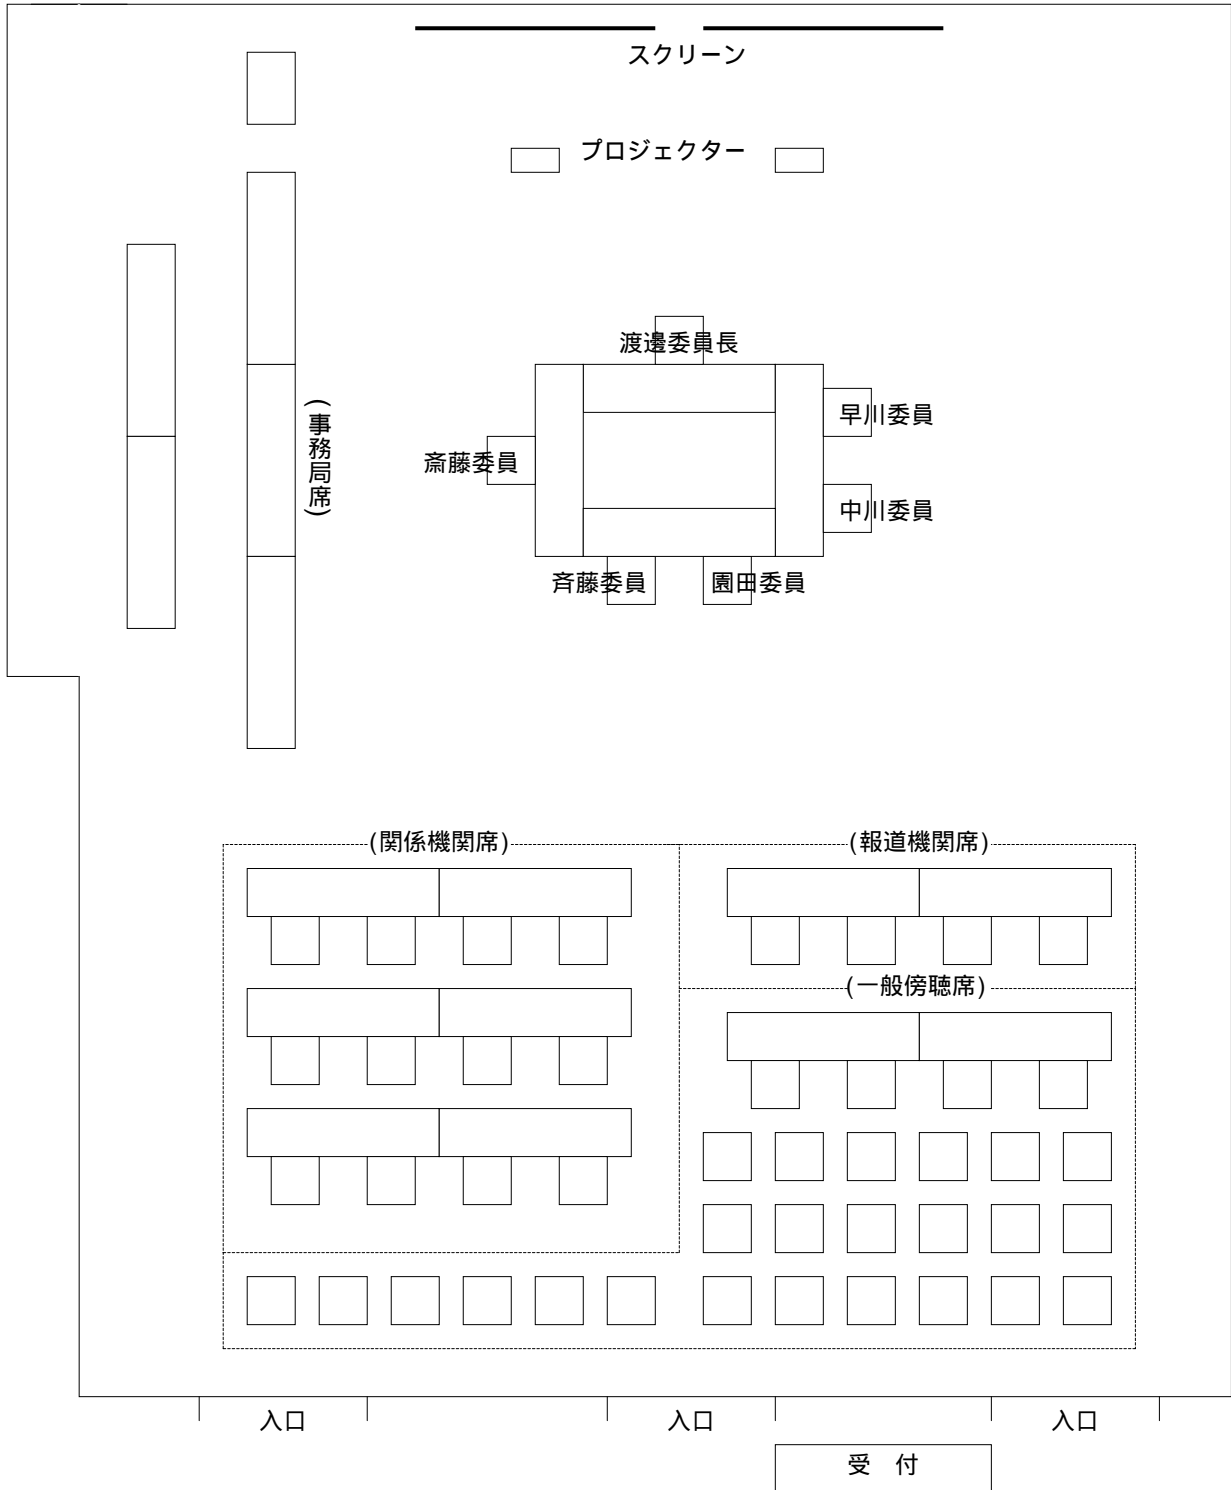 スクリーン
プロジェクター
渡邊委員長
早川委員
斎藤委員
中川委員
斉藤委員
園田委員
(事務局席)
(関係機関席)
(報道機関席)
(一般傍聴席)
入口
入口
入口
受　付